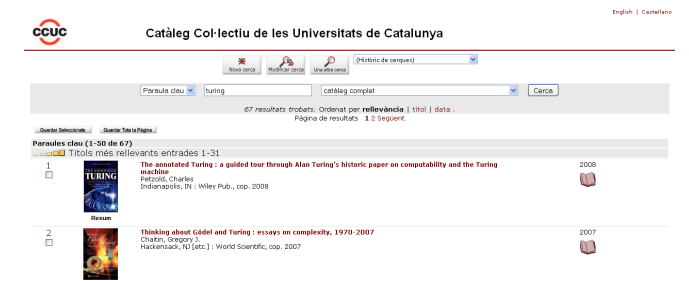 English | Castellano
CCUC
Catàleg Col·lectiu de les Universitats de Catalunya
Nova cerca
Modificar cerca
Una altra cerca
(Històric de cerques)
Paraula clau
turing
catàleg complet
Cerca
67 resultats trobats. Ordenat per rellevància | títol | data .
Pàgina de resultats 1 2 Següent
Guardar Seleccionats
Guardar Tota la Pàgina
Paraules clau (1-50 de 67)
Títols més rellevants entrades 1-31
1
The annotated Turing : a guided tour through Alan Turing's historic paper on computability and the Turing
machine
Petzold, Charles
Indianapolis, IN : Wiley Pub., cop. 2008
2008
THE ANNOTATED
TURING
Resum
2
Thinking about Gödel and Turing : essays on complexity, 1970-2007
Chaitin, Gregory J.
Hackensack, NJ [etc.] : World Scientific, cop. 2007
2007